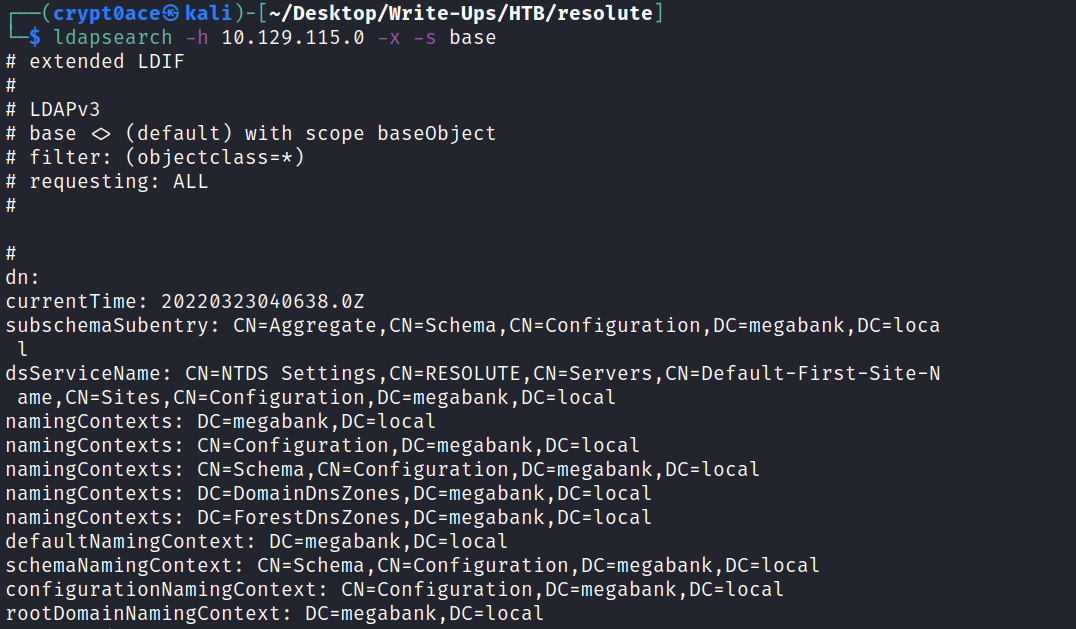 ┌──(crypt0ace㉿kali)-[~/Desktop/Write-Ups/HTB/resolute]
└─$ ldapsearch -h 10.129.115.0 -x -s base
# extended LDIF
#
# LDAPv3
# base <> (default) with scope baseObject
# filter: (objectclass=*)
# requesting: ALL
#

#
dn:
currentTime: 20220323040638.0Z
subschemaSubentry: CN=Aggregate,CN=Schema,CN=Configuration,DC=megabank,DC=loca
 l
dsServiceName: CN=NTDS Settings,CN=RESOLUTE,CN=Servers,CN=Default-First-Site-N
 ame,CN=Sites,CN=Configuration,DC=megabank,DC=local
namingContexts: DC=megabank,DC=local
namingContexts: CN=Configuration,DC=megabank,DC=local
namingContexts: CN=Schema,CN=Configuration,DC=megabank,DC=local
namingContexts: DC=DomainDnsZones,DC=megabank,DC=local
namingContexts: DC=ForestDnsZones,DC=megabank,DC=local
defaultNamingContext: DC=megabank,DC=local
schemaNamingContext: CN=Schema,CN=Configuration,DC=megabank,DC=local
configurationNamingContext: CN=Configuration,DC=megabank,DC=local
rootDomainNamingContext: DC=megabank,DC=local